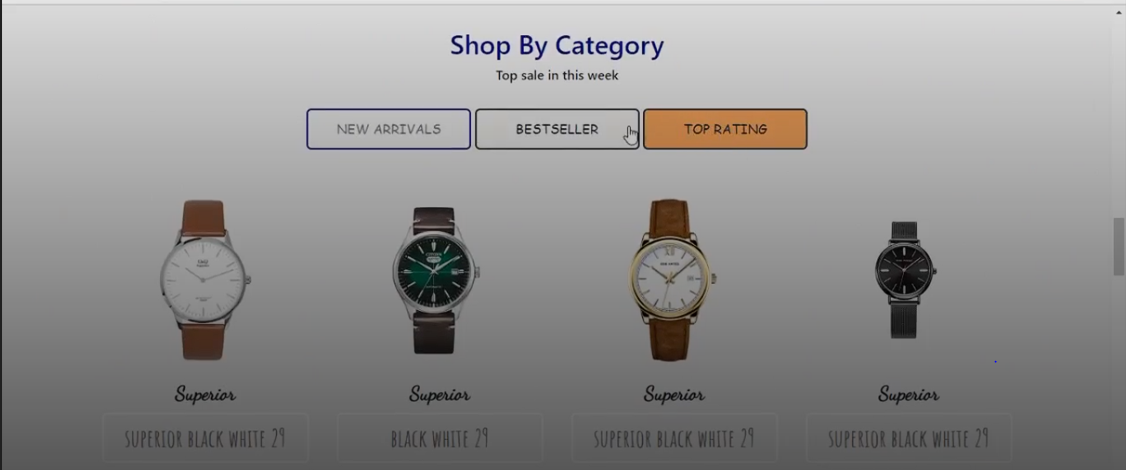 Shop By Category
Top sale in this week
NEW ARRIVALS BESTSELLER TOP RATING
Superior Superior Superior Superior
SUPERIOR BLACK WHITE 29 BLACK WHITE 29 SUPERIOR BLACK WHITE 29 SUPERIOR BLACK WHITE 29